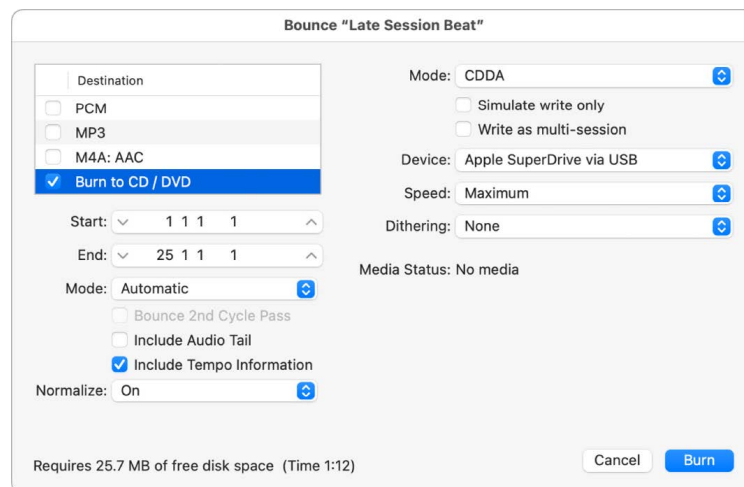 Bounce “Late Session Beat”
Destination
PCM
MP3
M4A: AAC
Burn to CD / DVD
Start: 1 1 1 1
End: 25 1 1 1
Mode: Automatic
Bounce 2nd Cycle Pass
Include Audio Tail
Include Tempo Information
Normalize: On
Mode: CDDA
Simulate write only
Write as multi-session
Device: Apple SuperDrive via USB
Speed: Maximum
Dithering: None
Media Status: No media
Requires 25.7 MB of free disk space (Time 1:12)
Cancel
Burn